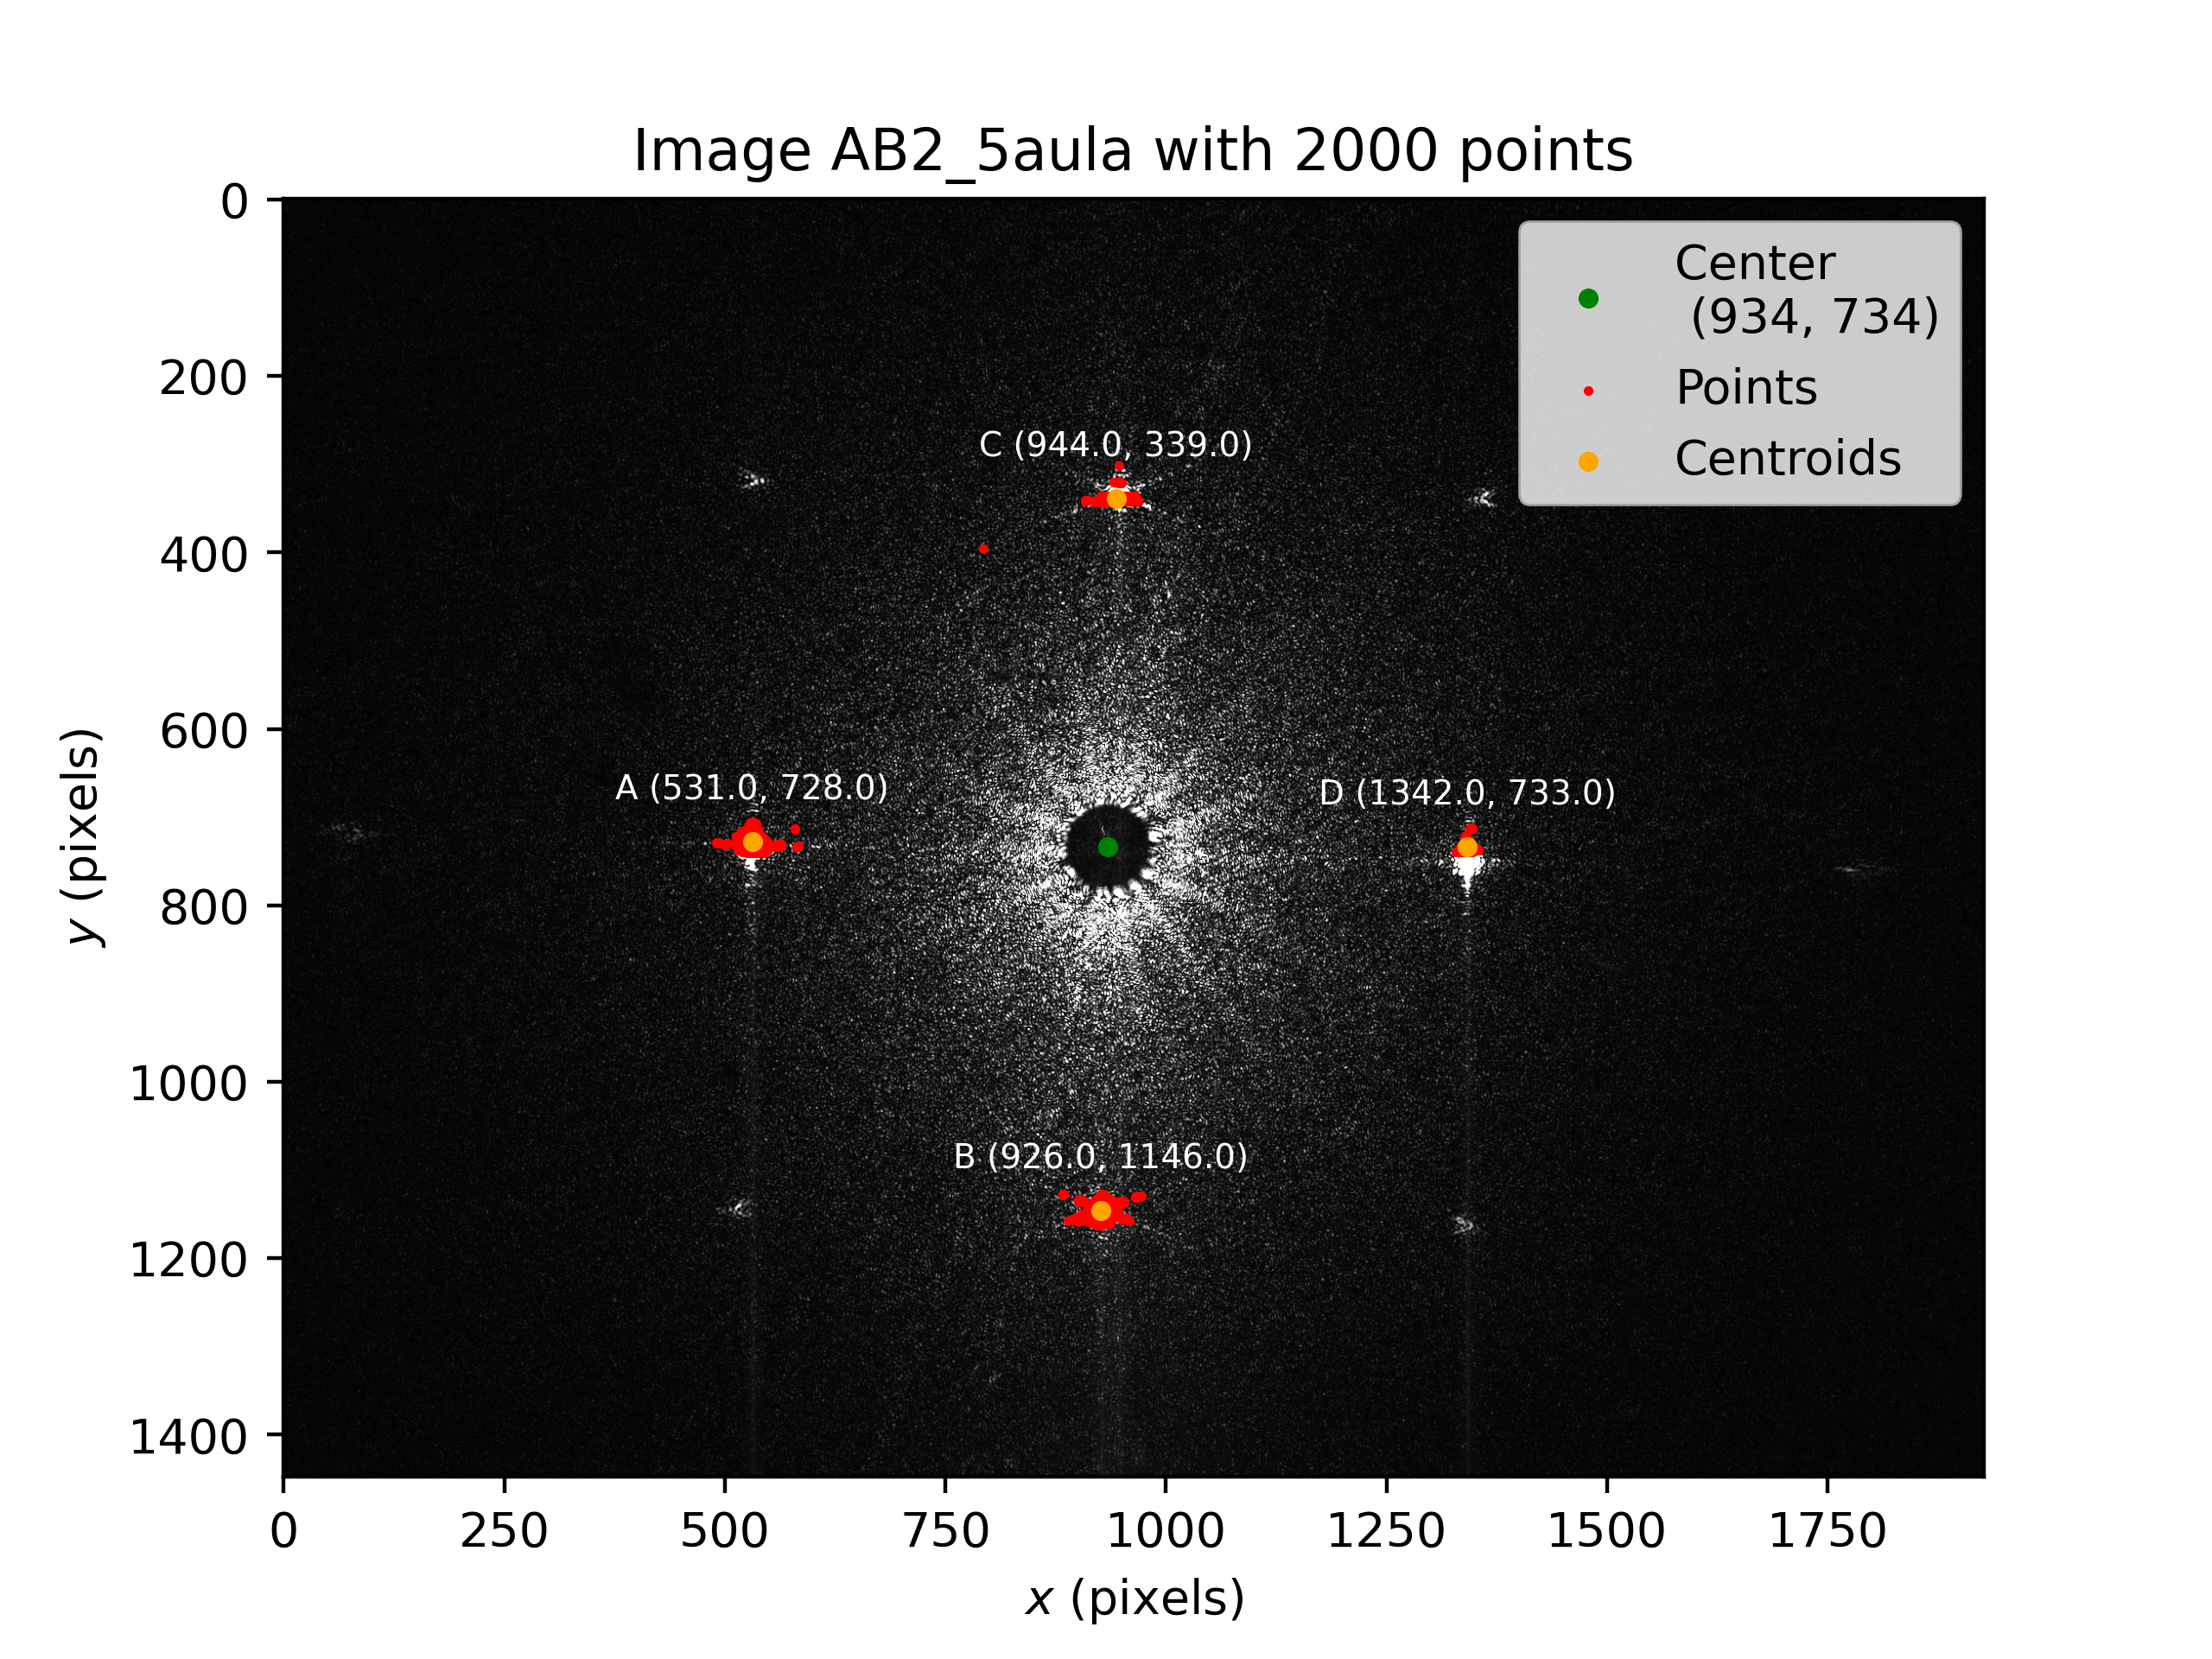 Image AB2_5aula with 2000 points
Center
(934, 734)
Points
Centroids
C (944.0, 339.0)
A (531.0, 728.0)
D (1342.0, 733.0)
B (926.0, 1146.0)
0
200
400
600
800
1000
1200
1400
y (pixels)
0 250 500 750 1000 1250 1500 1750
x (pixels)